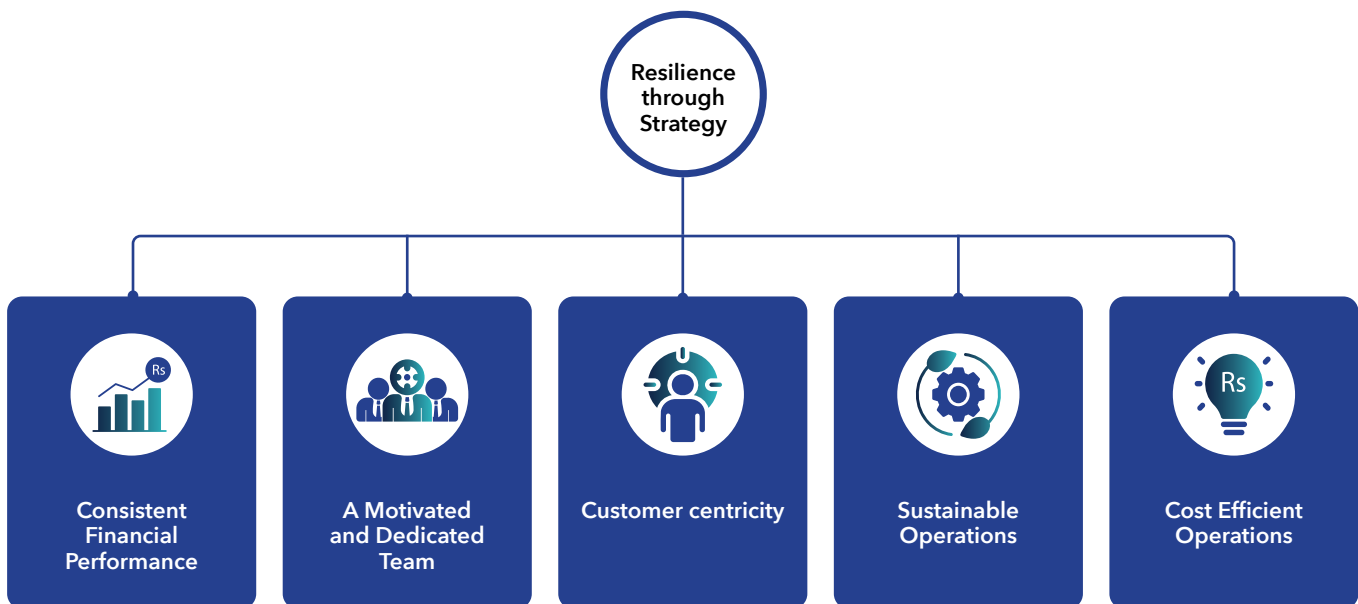 Resilience
through
Strategy
Rs
Consistent
Financial
Performance
A Motivated
and Dedicated
Team
Customer centricity
Sustainable
Operations
Rs
Cost Efficient
Operations